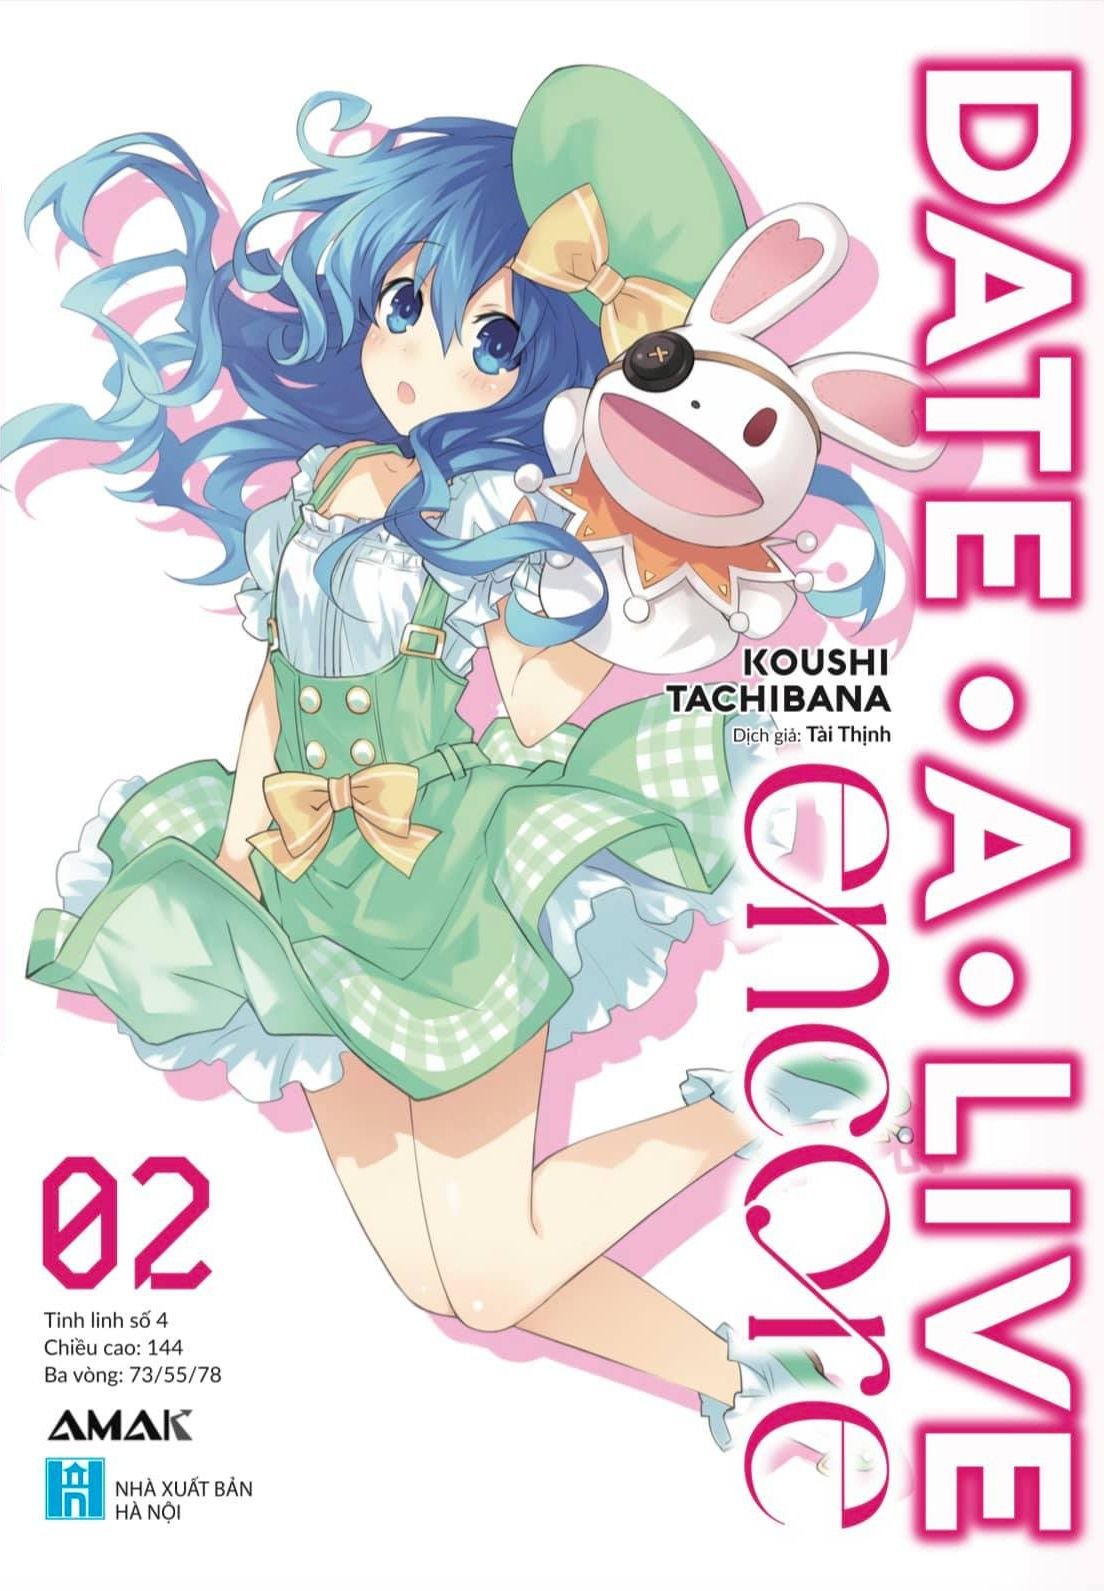 DATE•A•LIVE
KOUSHI
TACHIBANA
Dịch giả: Tài Thịnh
encore
02
Tinh linh số 4
Chiều cao: 144
Ba vòng: 73/55/78
AMAK
NHÀ XUẤT BẢN
HÀ NỘI